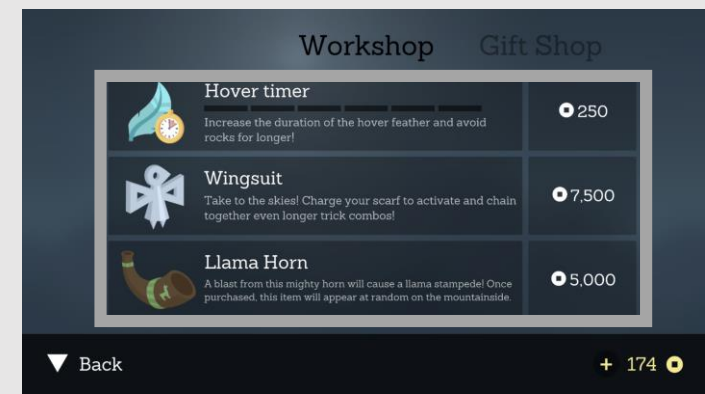 Workshop Gift Shop
Hover timer
250
Increase the duration of the hover feather and avoid
rocks for longer!
Wingsuit
Take to the skies! Charge your scarf to activate and chain
together even longer trick combos!
7,500
Llama Horn
A blast from this mighty horn will cause a llama stampede! Once
purchased, this item will appear at random on the mountainside.
5,000
Back
+ 174